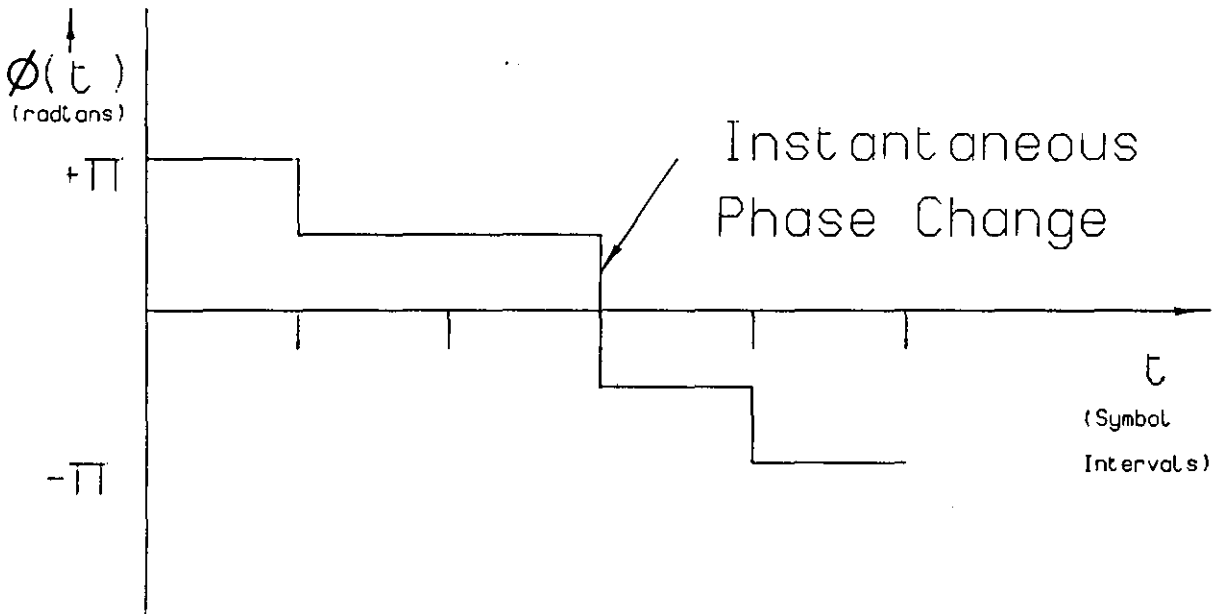 Ø(t)
(radians)
+π
Instantaneous
Phase Change
t
(Symbol
Intervals)
-π